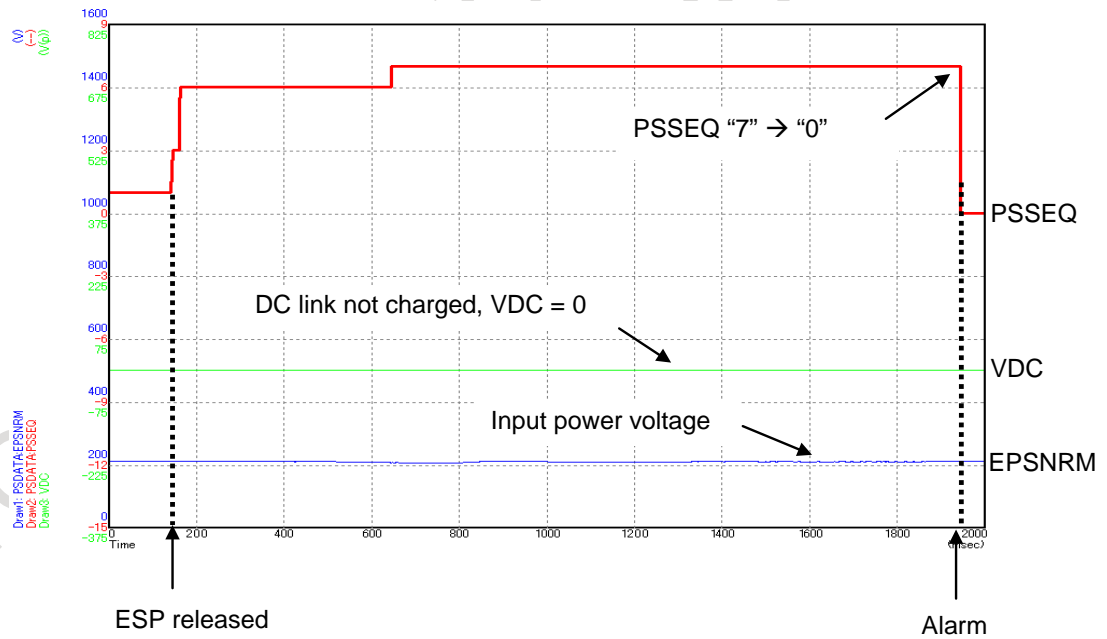 1600
9
825
(V)
(--)
(V(p))
1400
6
675
PSSEQ “7” → “0”
1200
3
525
1000
0
375
PSSEQ
800
-3
225
DC link not charged, VDC = 0
600
-6
75
VDC
400
-9
-75
Input power voltage
200
-12
-225
EPSNRM
Draw1: PSDATA:EPSNRM
Draw2: PSDATA:PSSEQ
Draw3: VDC
0
-15
-375
0 200 400 600 800 1000 1200 1400 1600 1800 2000
Time
(msec)
ESP released
Alarm